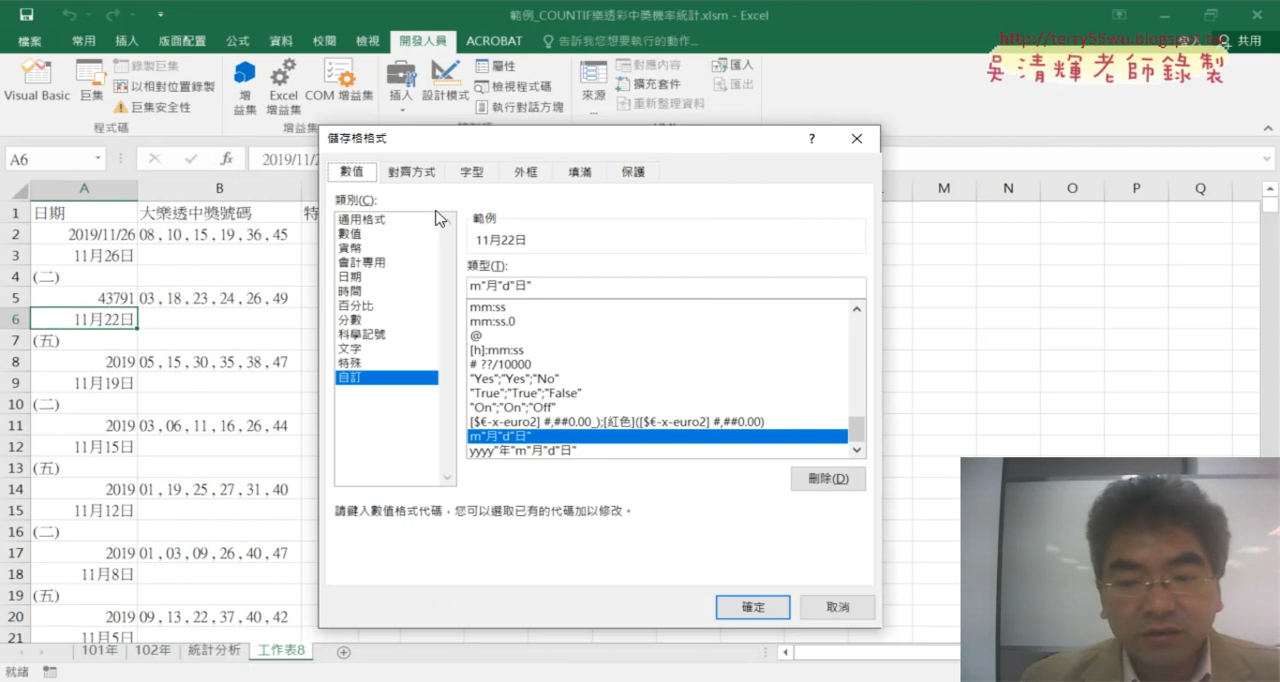 範例_COUNTIF樂透彩中獎機率統計.xlsm - Excel
檔案 常用 插入 版面配置 公式 資料 校閱 檢視 開發人員 ACROBAT 告訴我您想要執行的動作... 共用
http://terry55wu.blogspot.tw
吳清輝老師錄製
Visual Basic 巨集 錄製巨集 以相對位置錄製 巨集安全性
增益集 Excel 增益集 COM 增益集
插入 設計模式 屬性 檢視程式碼 執行對話方塊
來源... 對應內容 擴充套件 重新整理資料 匯入 匯出
程式碼 增益集
A6 fx 2019/11/2
A B M N O P Q
1 日期 大樂透中獎號碼 特
2 2019/11/26 08 , 10 , 15 , 19 , 36 , 45
3 11月26日
4 (二)
5 43791 03 , 18 , 23 , 24 , 26 , 49
6 11月22日
7 (五)
8 2019 05 , 15 , 30 , 35 , 38 , 47
9 11月19日
10 (二)
11 2019 03 , 06 , 11 , 16 , 26 , 44
12 11月15日
13 (五)
14 2019 01 , 19 , 25 , 27 , 31 , 40
15 11月12日
16 (二)
17 2019 01 , 03 , 09 , 26 , 40 , 47
18 11月8日
19 (五)
20 2019 09 , 13 , 22 , 37 , 40 , 42
21 11月5日
101年 102年 統計分析 工作表8
就緒
儲存格格式 ?
數值 對齊方式 字型 外框 填滿 保護
類別(C):
通用格式
數值
貨幣
會計專用
日期
時間
百分比
分數
科學記號
文字
特殊
自訂
範例
11月22日
類型(T):
m"月"d"日"
mm:ss
mm:ss.0
@
[h]:mm:ss
# ??/10000
"Yes";"Yes";"No"
"True";"True";"False"
"On";"On";"Off"
[$€-x-euro2] #,##0.00_);[紅色]([$€-x-euro2] #,##0.00)
m"月"d"日"
yyyy"年"m"月"d"日"
刪除(D)
請鍵入數值格式代碼，您可以選取已有的代碼加以修改。
確定 取消